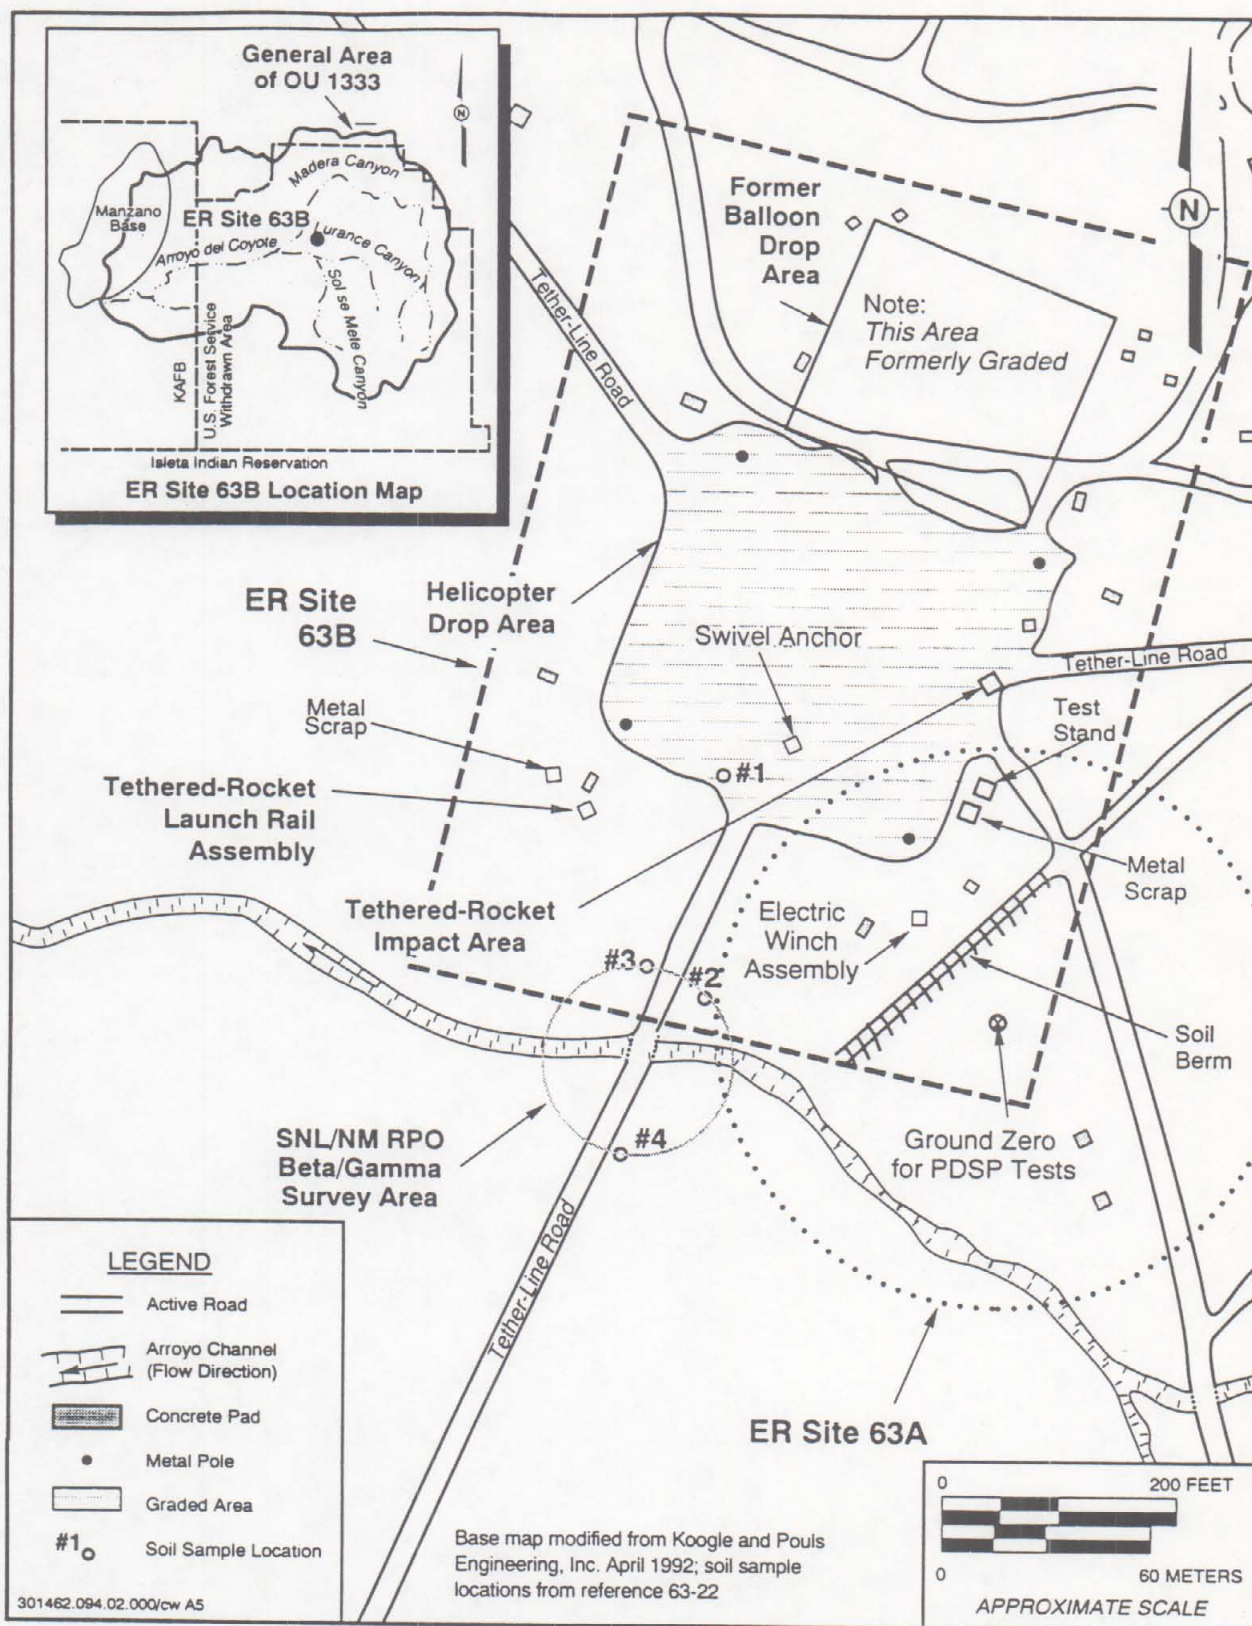 General Area
of OU 1333
N
Madera Canyon
Manzano
Base
ER Site 63B
Lurance Canyon
Arroyo del Coyote
Sol se Mete Canyon
KAFB
U.S. Forest Service
Withdrawn Area
Isleta Indian Reservation
ER Site 63B Location Map
N
Former
Balloon
Drop
Area
Note:
This Area
Formerly Graded
Tether-Line Road
ER Site
63B
Helicopter
Drop Area
Swivel Anchor
Tether-Line Road
Metal
Scrap
Test
Stand
#1
Tethered-Rocket
Launch Rail
Assembly
Metal
Scrap
Tethered-Rocket
Impact Area
Electric
Winch
Assembly
#3
#2
Soil
Berm
SNL/NM RPO
Beta/Gamma
Survey Area
#4
Ground Zero
for PDSP Tests
Tether-Line Road
ER Site 63A
LEGEND
Active Road
Arroyo Channel
(Flow Direction)
Concrete Pad
Metal Pole
Graded Area
#1 Soil Sample Location
301462.094.02.000/cw A5
Base map modified from Koogle and Pouls
Engineering, Inc. April 1992; soil sample
locations from reference 63-22
0 200 FEET
0 60 METERS
APPROXIMATE SCALE